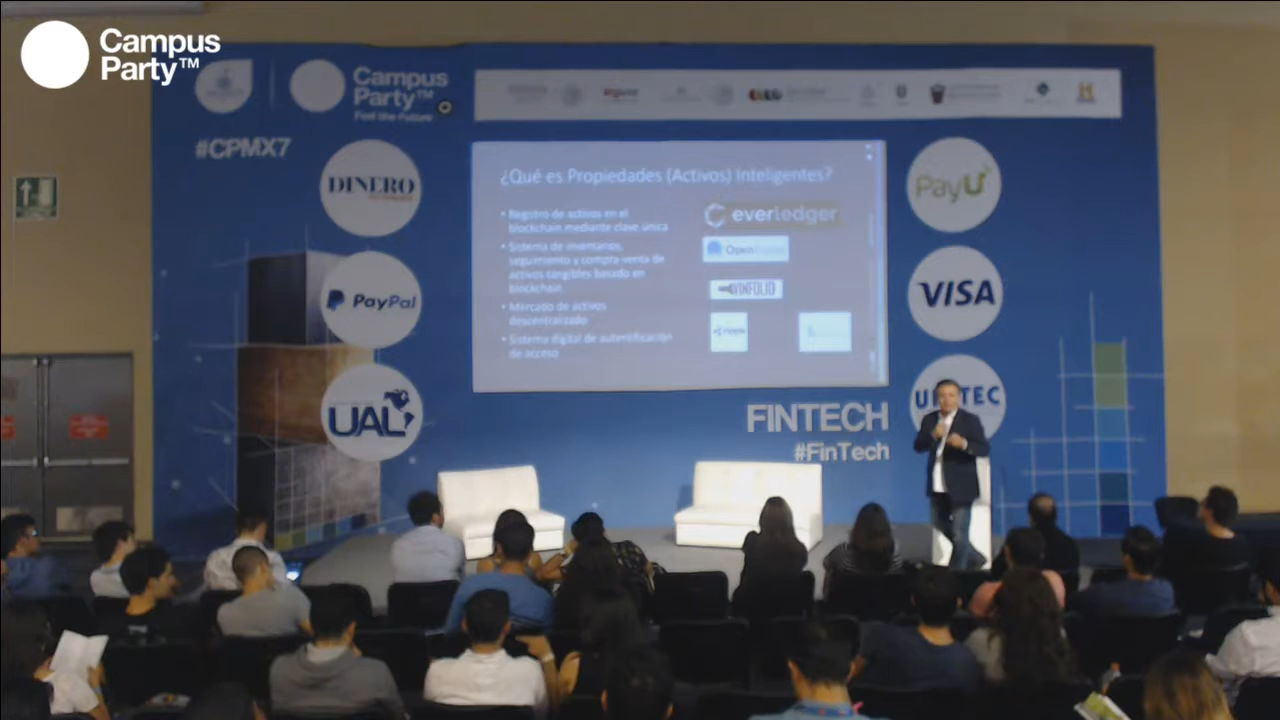 Campus
Party™
Campus
Party™
Feel the Future
#CPMX7
DINERO
PayPal
UAL
¿Qué es Propiedades (Activos) Inteligentes?
• Registro de activos en el
blockchain mediante clave única
• Sistema de inventarios,
seguimiento y compra-venta de
activos tangibles basado en
blockchain
• Mercado de activos
descentralizado
• Sistema digital de autentificación
de acceso
everledger
Open
VINFOLIO
PayU
VISA
TEC
FINTECH
#FinTech